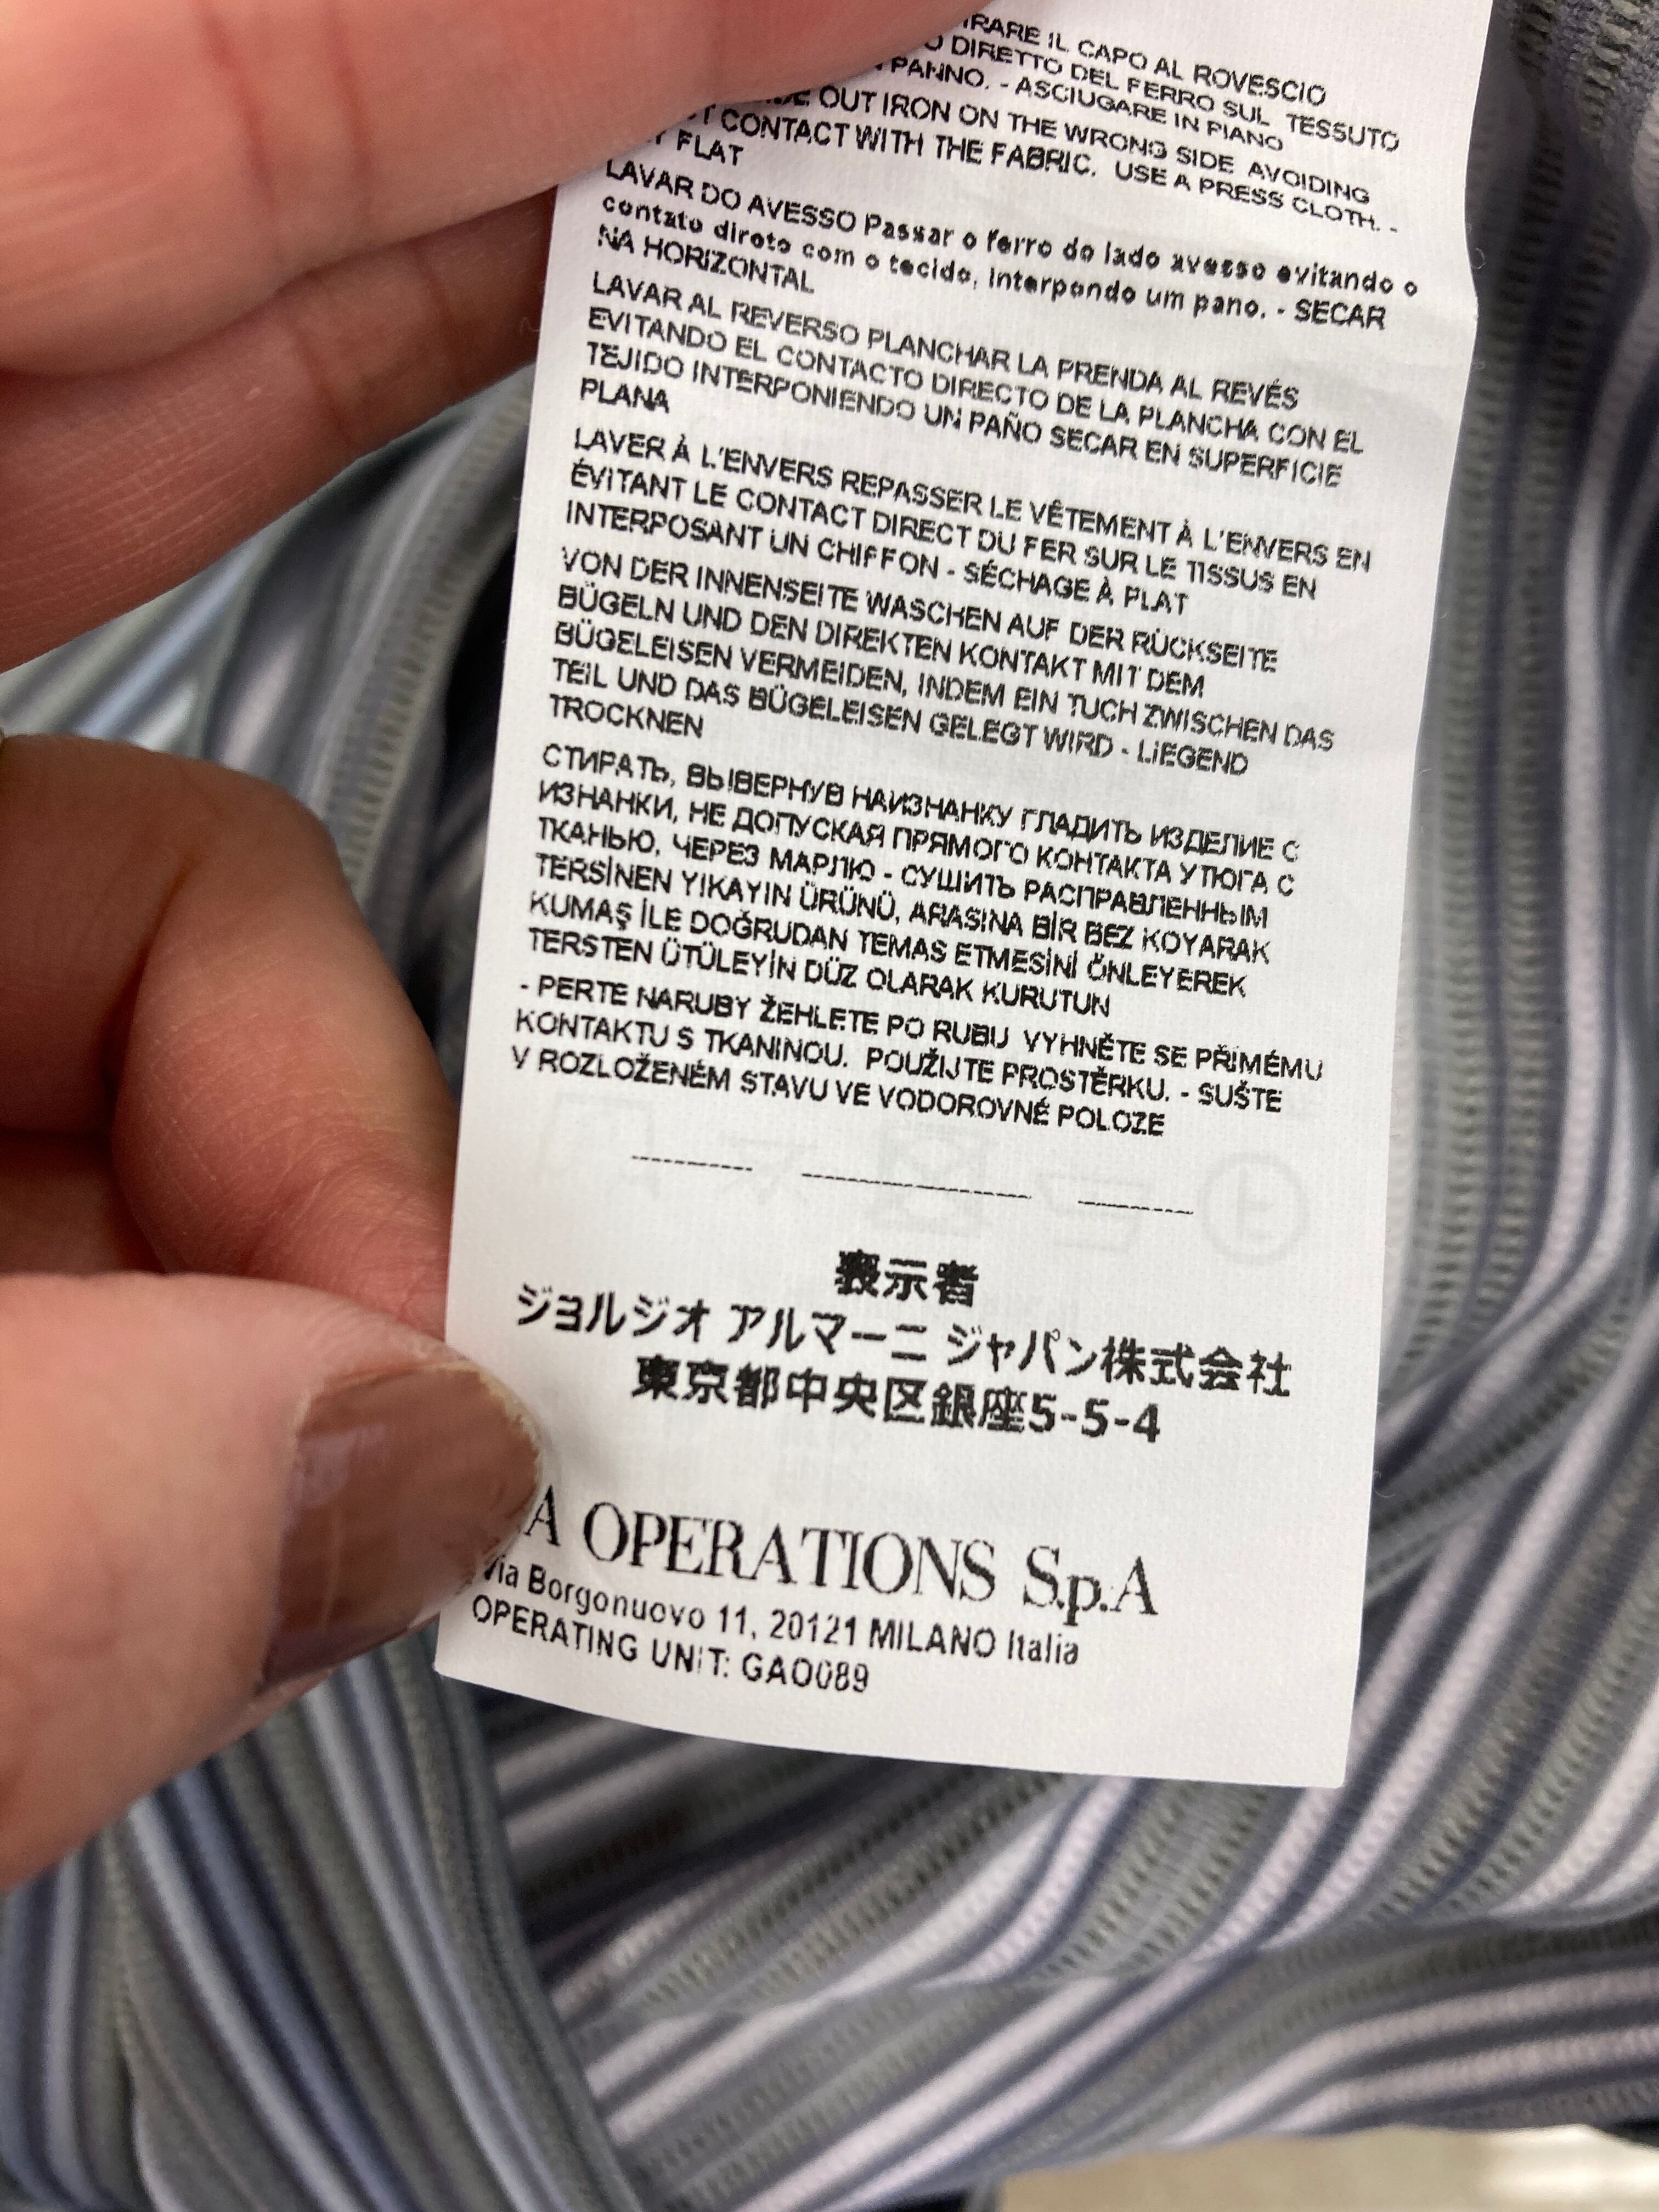 IRARE IL CAPO AL ROVESCIO
O DIRETTO DEL FERRO SUL TESSUTO
PANNO. - ASCIUGARE IN PIANO
OUT IRON ON THE WRONG SIDE AVOIDING
CONTACT WITH THE FABRIC. USE A PRESS CLOTH. -
FLAT
LAVAR DO AVESSO Passar o ferro do lado avesso evitando o
contato direto com o tecido, interpondo um pano. - SECAR
NA HORIZONTAL
LAVAR AL REVERSO PLANCHAR LA PRENDA AL REVÉS
EVITANDO EL CONTACTO DIRECTO DE LA PLANCHA CON EL
TEJIDO INTERPONIENDO UN PAÑO SECAR EN SUPERFICIE
PLANA
LAVER À L'ENVERS REPASSER LE VÊTEMENT À L'ENVERS EN
ÉVITANT LE CONTACT DIRECT DU FER SUR LE TISSUS EN
INTERPOSANT UN CHIFFON - SÉCHAGE À PLAT
VON DER INNENSEITE WASCHEN AUF DER RÜCKSEITE
BÜGELN UND DEN DIREKTEN KONTAKT MIT DEM
BÜGELEISEN VERMEIDEN, INDEM EIN TUCH ZWISCHEN DAS
TEIL UND DAS BÜGELEISEN GELEGT WIRD - LIEGEND
TROCKNEN
СТИРАТЬ, ВЫВЕРНУВ НАИЗНАНКУ ГЛАДИТЬ ИЗДЕЛИЕ С
ИЗНАНКИ, НЕ ДОПУСКАЯ ПРЯМОГО КОНТАКТА УТЮГА С
ТКАНЬЮ, ЧЕРЕЗ МАРЛЮ - СУШИТЬ РАСПРАВЛЕННЫМ
TERSİNEN YIKAYIN ÜRÜNÜ, ARASINA BİR BEZ KOYARAK
KUMAŞ İLE DOĞRUDAN TEMAS ETMESİNİ ÖNLEYEREK
TERSTEN ÜTÜLEYİN DÜZ OLARAK KURUTUN
- PERTE NARUBY ŽEHLETE PO RUBU VYHNĚTE SE PŘÍMÉMU
KONTAKTU S TKANINOU. POUŽIJTE PROSTĚRKU. - SUŠTE
V ROZLOŽENÉM STAVU VE VODOROVNÉ POLOZE
表示者
ジョルジオ アルマーニ ジャパン株式会社
東京都中央区銀座5-5-4
A OPERATIONS S.p.A
Via Borgonuovo 11, 20121 MILANO Italia
OPERATING UNIT: GAO089